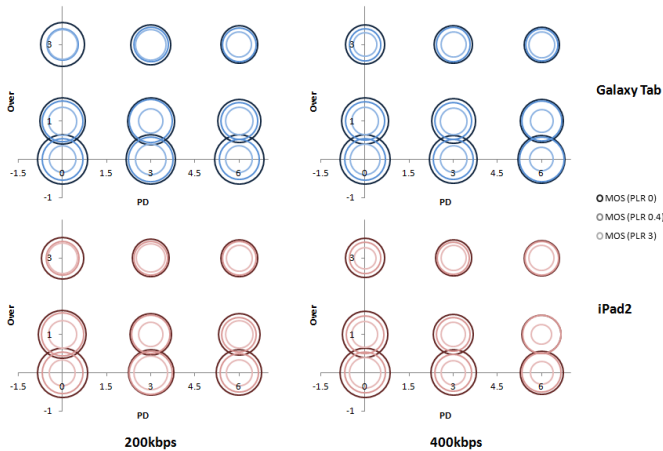 3
3
Over
Galaxy Tab
1
1
-1.5 0 1.5 3 4.5 6
-1.5 0 1.5 3 4.5 6
-1
-1
PD
PD
MOS (PLR 0)
MOS (PLR 0.4)
MOS (PLR 3)
3
3
Over
Over
iPad2
1
1
-1.5 0 1.5 3 4.5 6
-1.5 0 1.5 3 4.5 6
-1
-1
PD
PD
200kbps
400kbps
Over